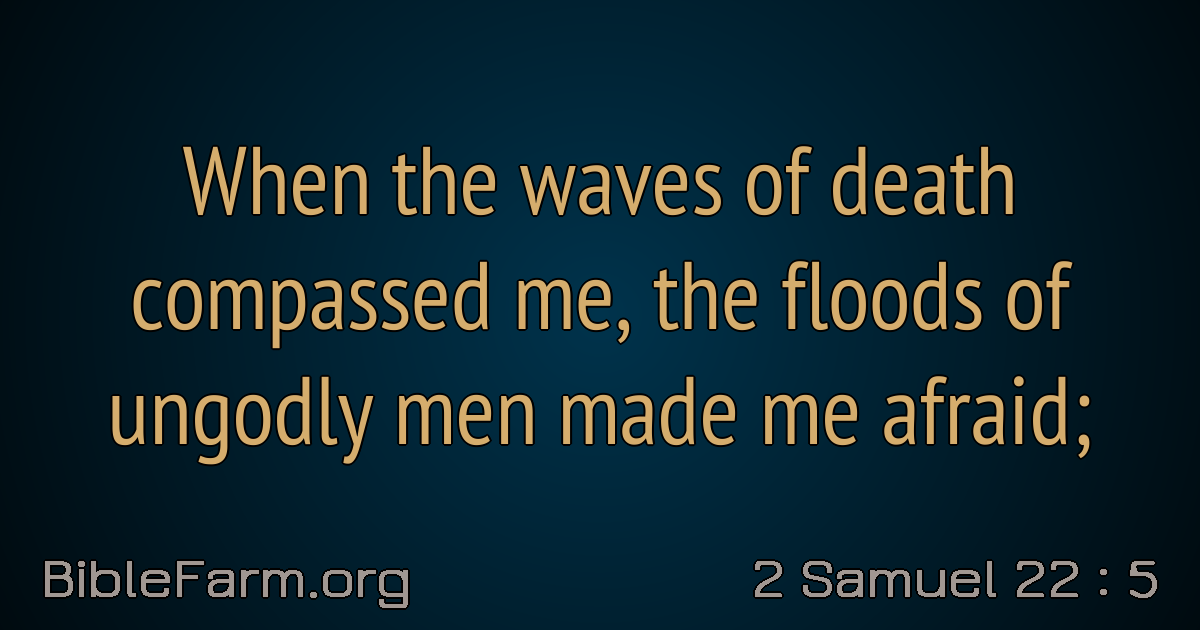 When the waves of death
compassed me, the floods of
ungodly men made me afraid;
BibleFarm.org
2 Samuel 22 : 5